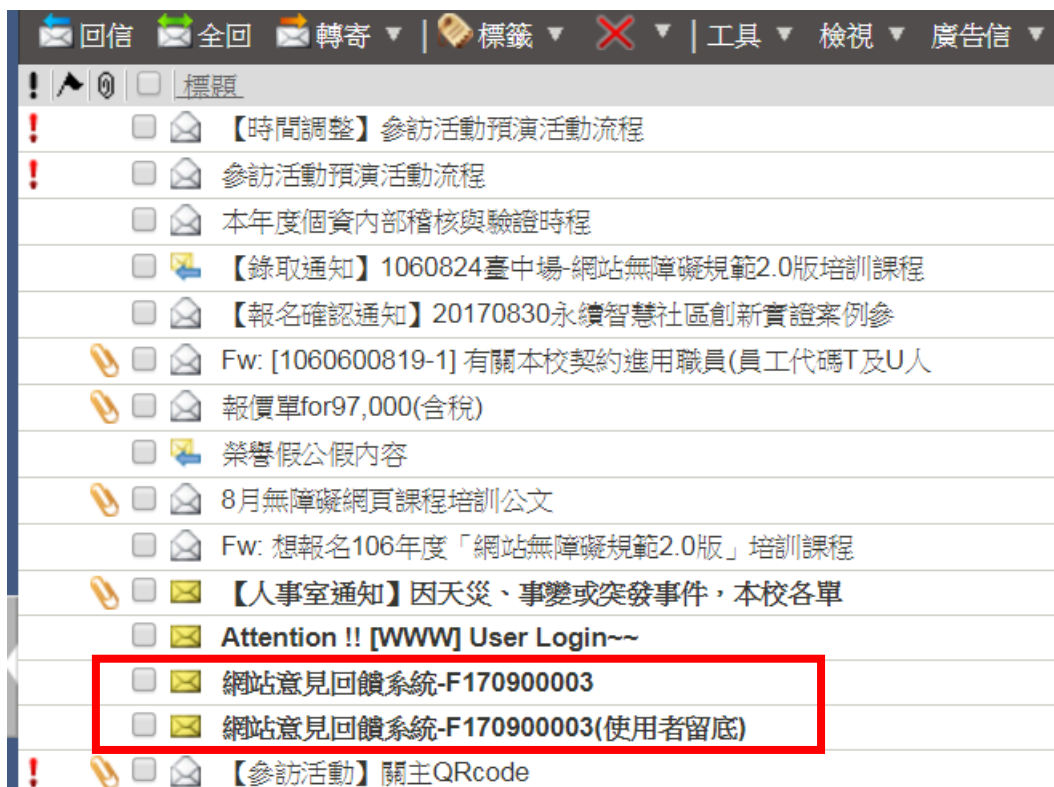 回信 全回 轉寄 ▼ | 標籤 ▼ ▼ | 工具 ▼ 檢視 ▼ 廣告信 ▼
標題
【時間調整】參訪活動預演活動流程
參訪活動預演活動流程
本年度個資內部稽核與驗證時程
【錄取通知】1060824臺中場-網站無障礙規範2.0版培訓課程
【報名確認通知】20170830永續智慧社區創新實證案例參
Fw: [1060600819-1] 有關本校契約進用職員(員工代碼T及U人
報價單for97,000(含稅)
榮譽假公假內容
8月無障礙網頁課程培訓公文
Fw: 想報名106年度「網站無障礙規範2.0版」培訓課程
【人事室通知】因天災、事變或突發事件，本校各單
Attention !! [WWW] User Login~~
網站意見回饋系統-F170900003
網站意見回饋系統-F170900003(使用者留底)
【參訪活動】關主QRcode